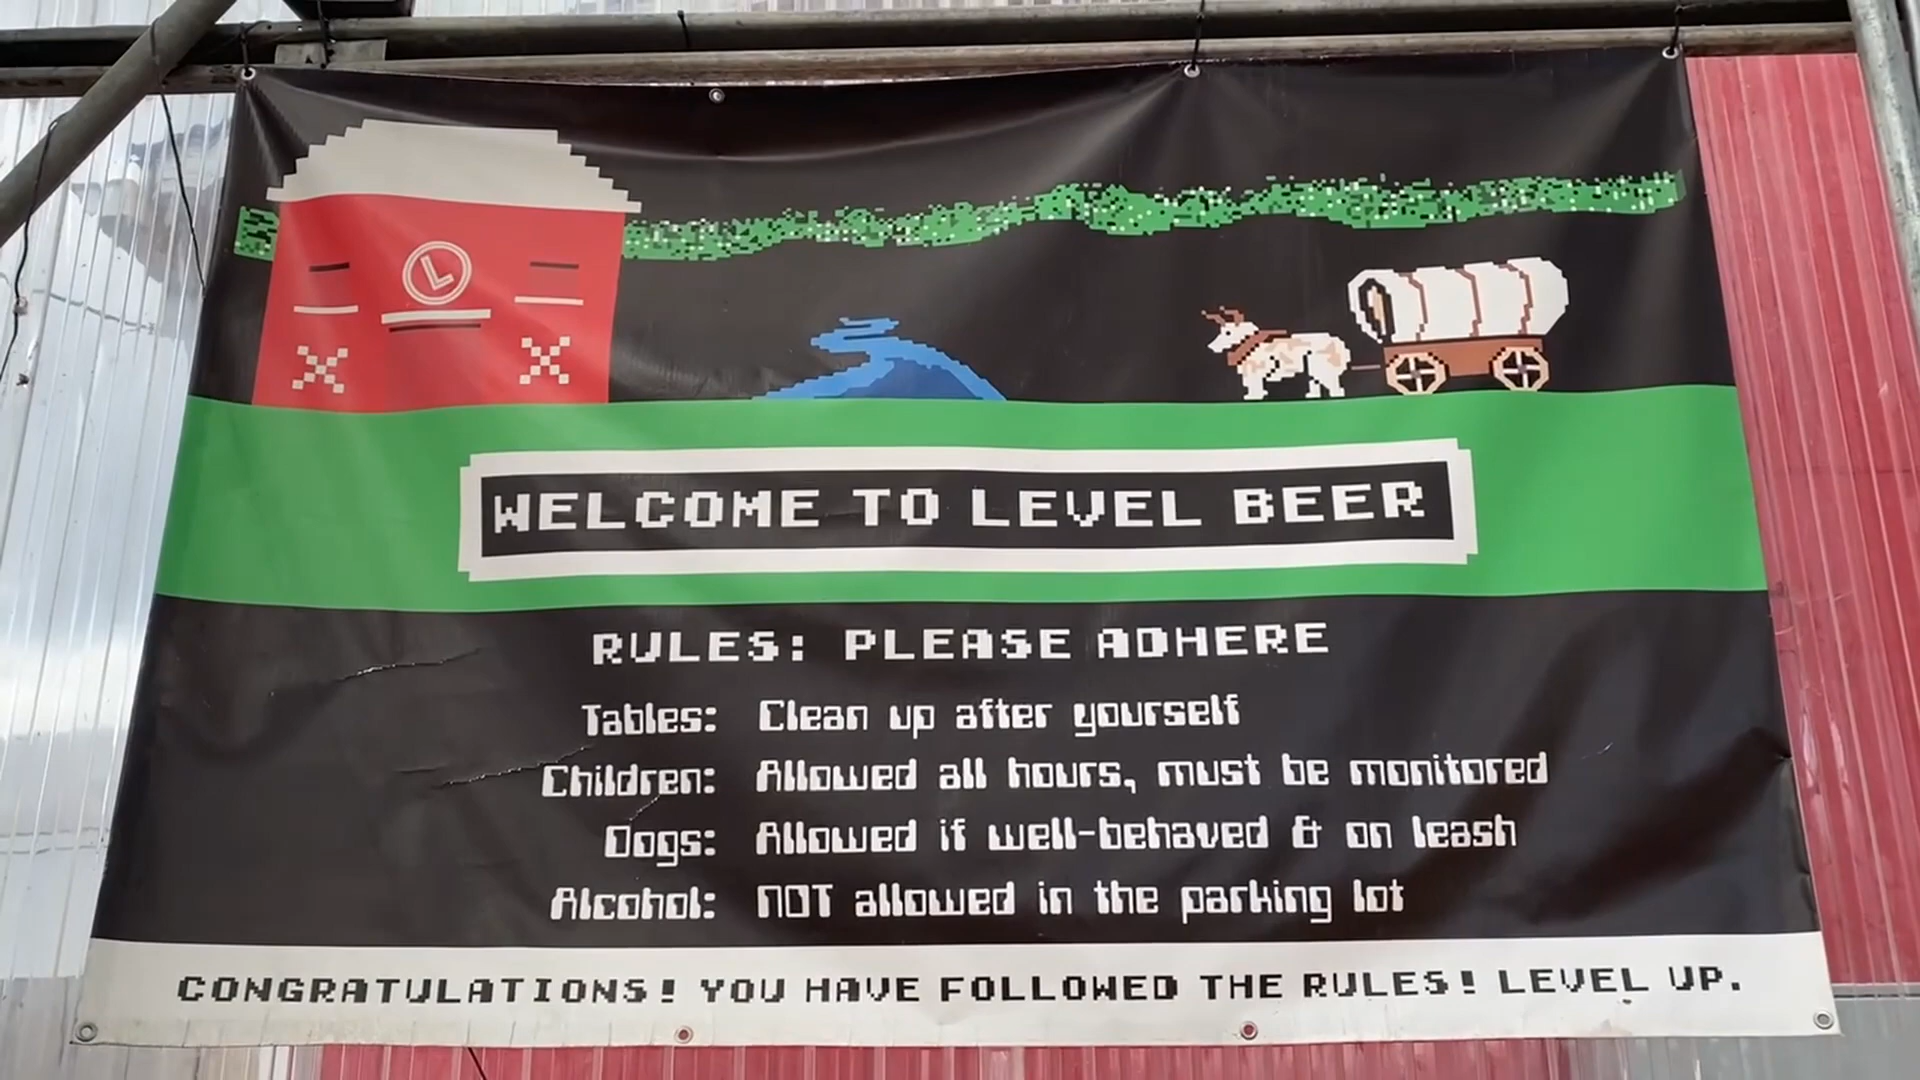 L
WELCOME TO LEVEL BEER
RULES: PLEASE ADHERE
Tables: Clean up after yourself
Children: Allowed all hours, must be monitored
Dogs: Allowed if well-behaved & on leash
Alcohol: NOT allowed in the parking lot
CONGRATULATIONS! YOU HAVE FOLLOWED THE RULES! LEVEL UP.